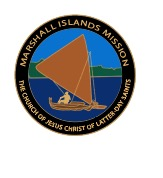 MARSHALL ISLANDS MISSION
THE CHURCH OF JESUS CHRIST OF LATTER-DAY SAINTS